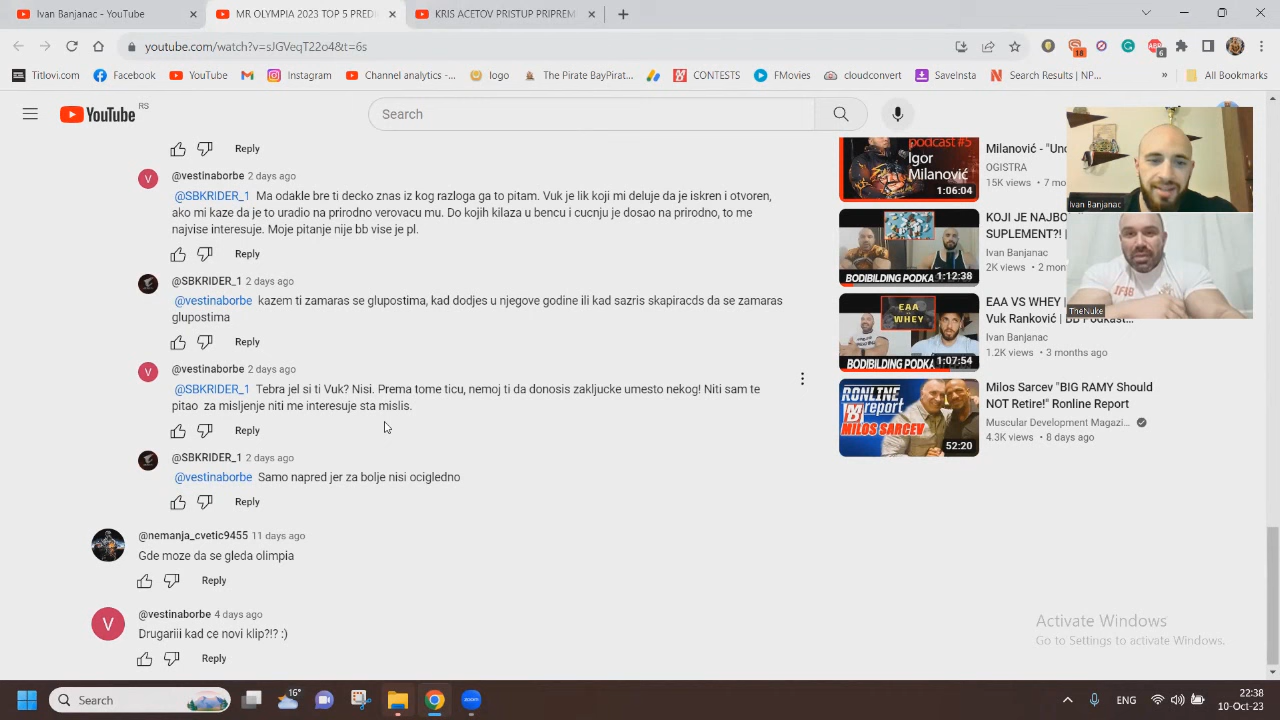 Ivan Banjanac - YouTube
MR OLYMPIA 2023 TOP 5 PREDI
KRIS ACETOV PRISTUP PRIPREM
youtube.com/watch?v=sJGVeqT22o4&t=6s
18
6
Titlovi.com
Facebook
YouTube
M
Instagram
Channel analytic -...
logo
The Pirate BayPirat...
CONTESTS
FMovies
cloudconvert
SaveInsta
Search Results | NP...
»
All Bookmarks
YouTube RS
Search
Reply
V
@vestinaborbe 2 days ago
@SBKRIDER_1 Ma odakle bre ti decko znas iz kog razloga ga to pitam. Vuk je lik koji mi deluje da je iskren i otvoren,
ako mi kaze da je to uradio na prirodno verovacu mu. Do kojih kilaza u bencu i cucnju je dosao na prirodno, to me
najvise interesuje. Moje pitanje nije bb vise je pl.
Reply
@SBKRIDER_1 2 days ago
@vestinaborbe kazem ti zamaras se glupostima, kad dodjes u njegove godine ili kad sazris skapiracds da se zamaras
glupostima
Reply
V
@vestinaborbe 2 days ago
@SBKRIDER_1 Tebra jel si ti Vuk? Nisi. Prema tome ticu, nemoj ti da donosis zakljucke umesto nekog! Niti sam te
pitao za misljenje niti me interesuje sta mislis.
Reply
@SBKRIDER_1 2 days ago
@vestinaborbe Samo napred jer za bolje nisi ocigledno
Reply
@nemanja_cvetic9455 11 days ago
Gde moze da se gleda olimpia
Reply
V
@vestinaborbe 4 days ago
Drugariii kad ce novi klip?!? :)
Reply
podcast #5
Igor
Milanović
1:06:04
Milanović - "Uno
OGISTRA
15K views • 7 mo
BODIBILDING PODKA
1:12:38
KOJI JE NAJBO
SUPLEMENT?! |
Ivan Banjanac
2K views • 2 mon
EAA
WHEY
BODIBILDING PODKA
1:07:54
EAA VS WHEY |
Vuk Ranković | BB Podkast...
Ivan Banjanac
1.2K views • 3 months ago
RONLINE
report
MILOS SARCEV
52:20
Milos Sarcev "BIG RAMY Should
NOT Retire!" Ronline Report
Muscular Development Magazi...
4.3K views • 8 days ago
Ivan Banjanac
IFBB
TheNuke
Activate Windows
Go to Settings to activate Windows.
Search
16°
zoom
ENG
22:38
10-Oct-23